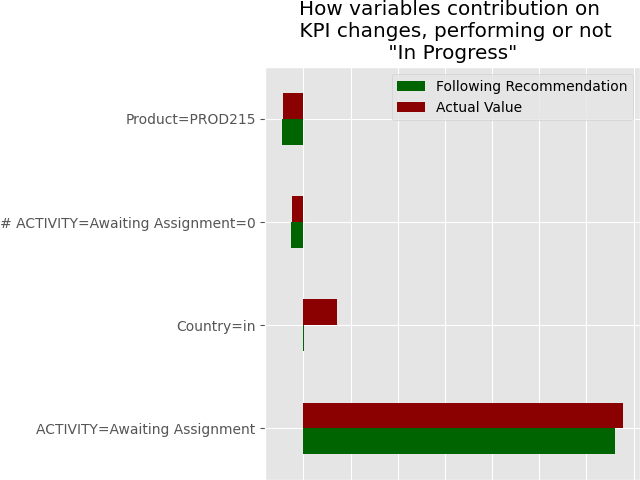 How variables contribution on
KPI changes, performing or not
"In Progress"
Following Recommendation
Actual Value
Product=PROD215
# ACTIVITY=Awaiting Assignment=0
Country=in
ACTIVITY=Awaiting Assignment